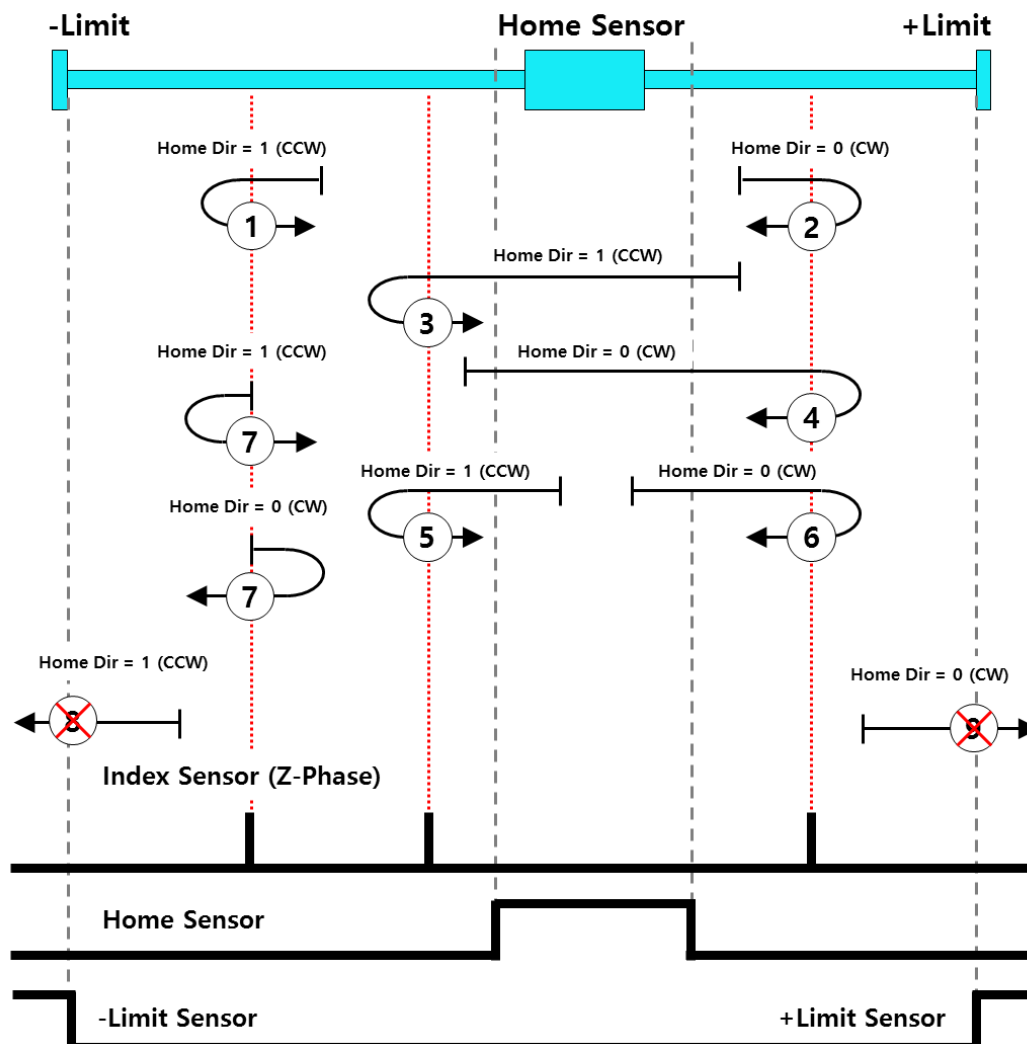 -Limit
Home Sensor
+Limit
Home Dir = 1 (CCW)
Home Dir = 0 (CW)
1
2
Home Dir = 1 (CCW)
3
Home Dir = 1 (CCW)
Home Dir = 0 (CW)
4
7
Home Dir = 1 (CCW)
Home Dir = 0 (CW)
Home Dir = 0 (CW)
5
6
7
Home Dir = 1 (CCW)
Home Dir = 0 (CW)
8
9
Index Sensor (Z-Phase)
Home Sensor
-Limit Sensor
+Limit Sensor